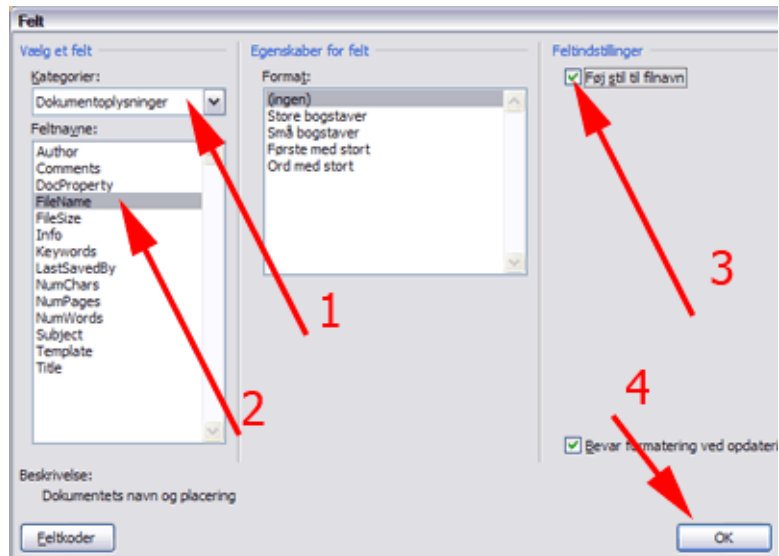 Felt
Vælg et felt
Kategorier:
Dokumentoplysninger
Feltnavne:
Author
Comments
DocProperty
FileName
FileSize
Info
Keywords
LastSavedBy
NumChars
NumPages
NumWords
Subject
Template
Title
Egenskaber for felt
Format:
(ingen)
Store bogstaver
Små bogstaver
Første med stort
Ord med stort
Feltindstillinger
Føj sti til filnavn
1
2
3
4
Bevar formatering ved opdateri
Beskrivelse:
Dokumentets navn og placering
Feltkoder
OK